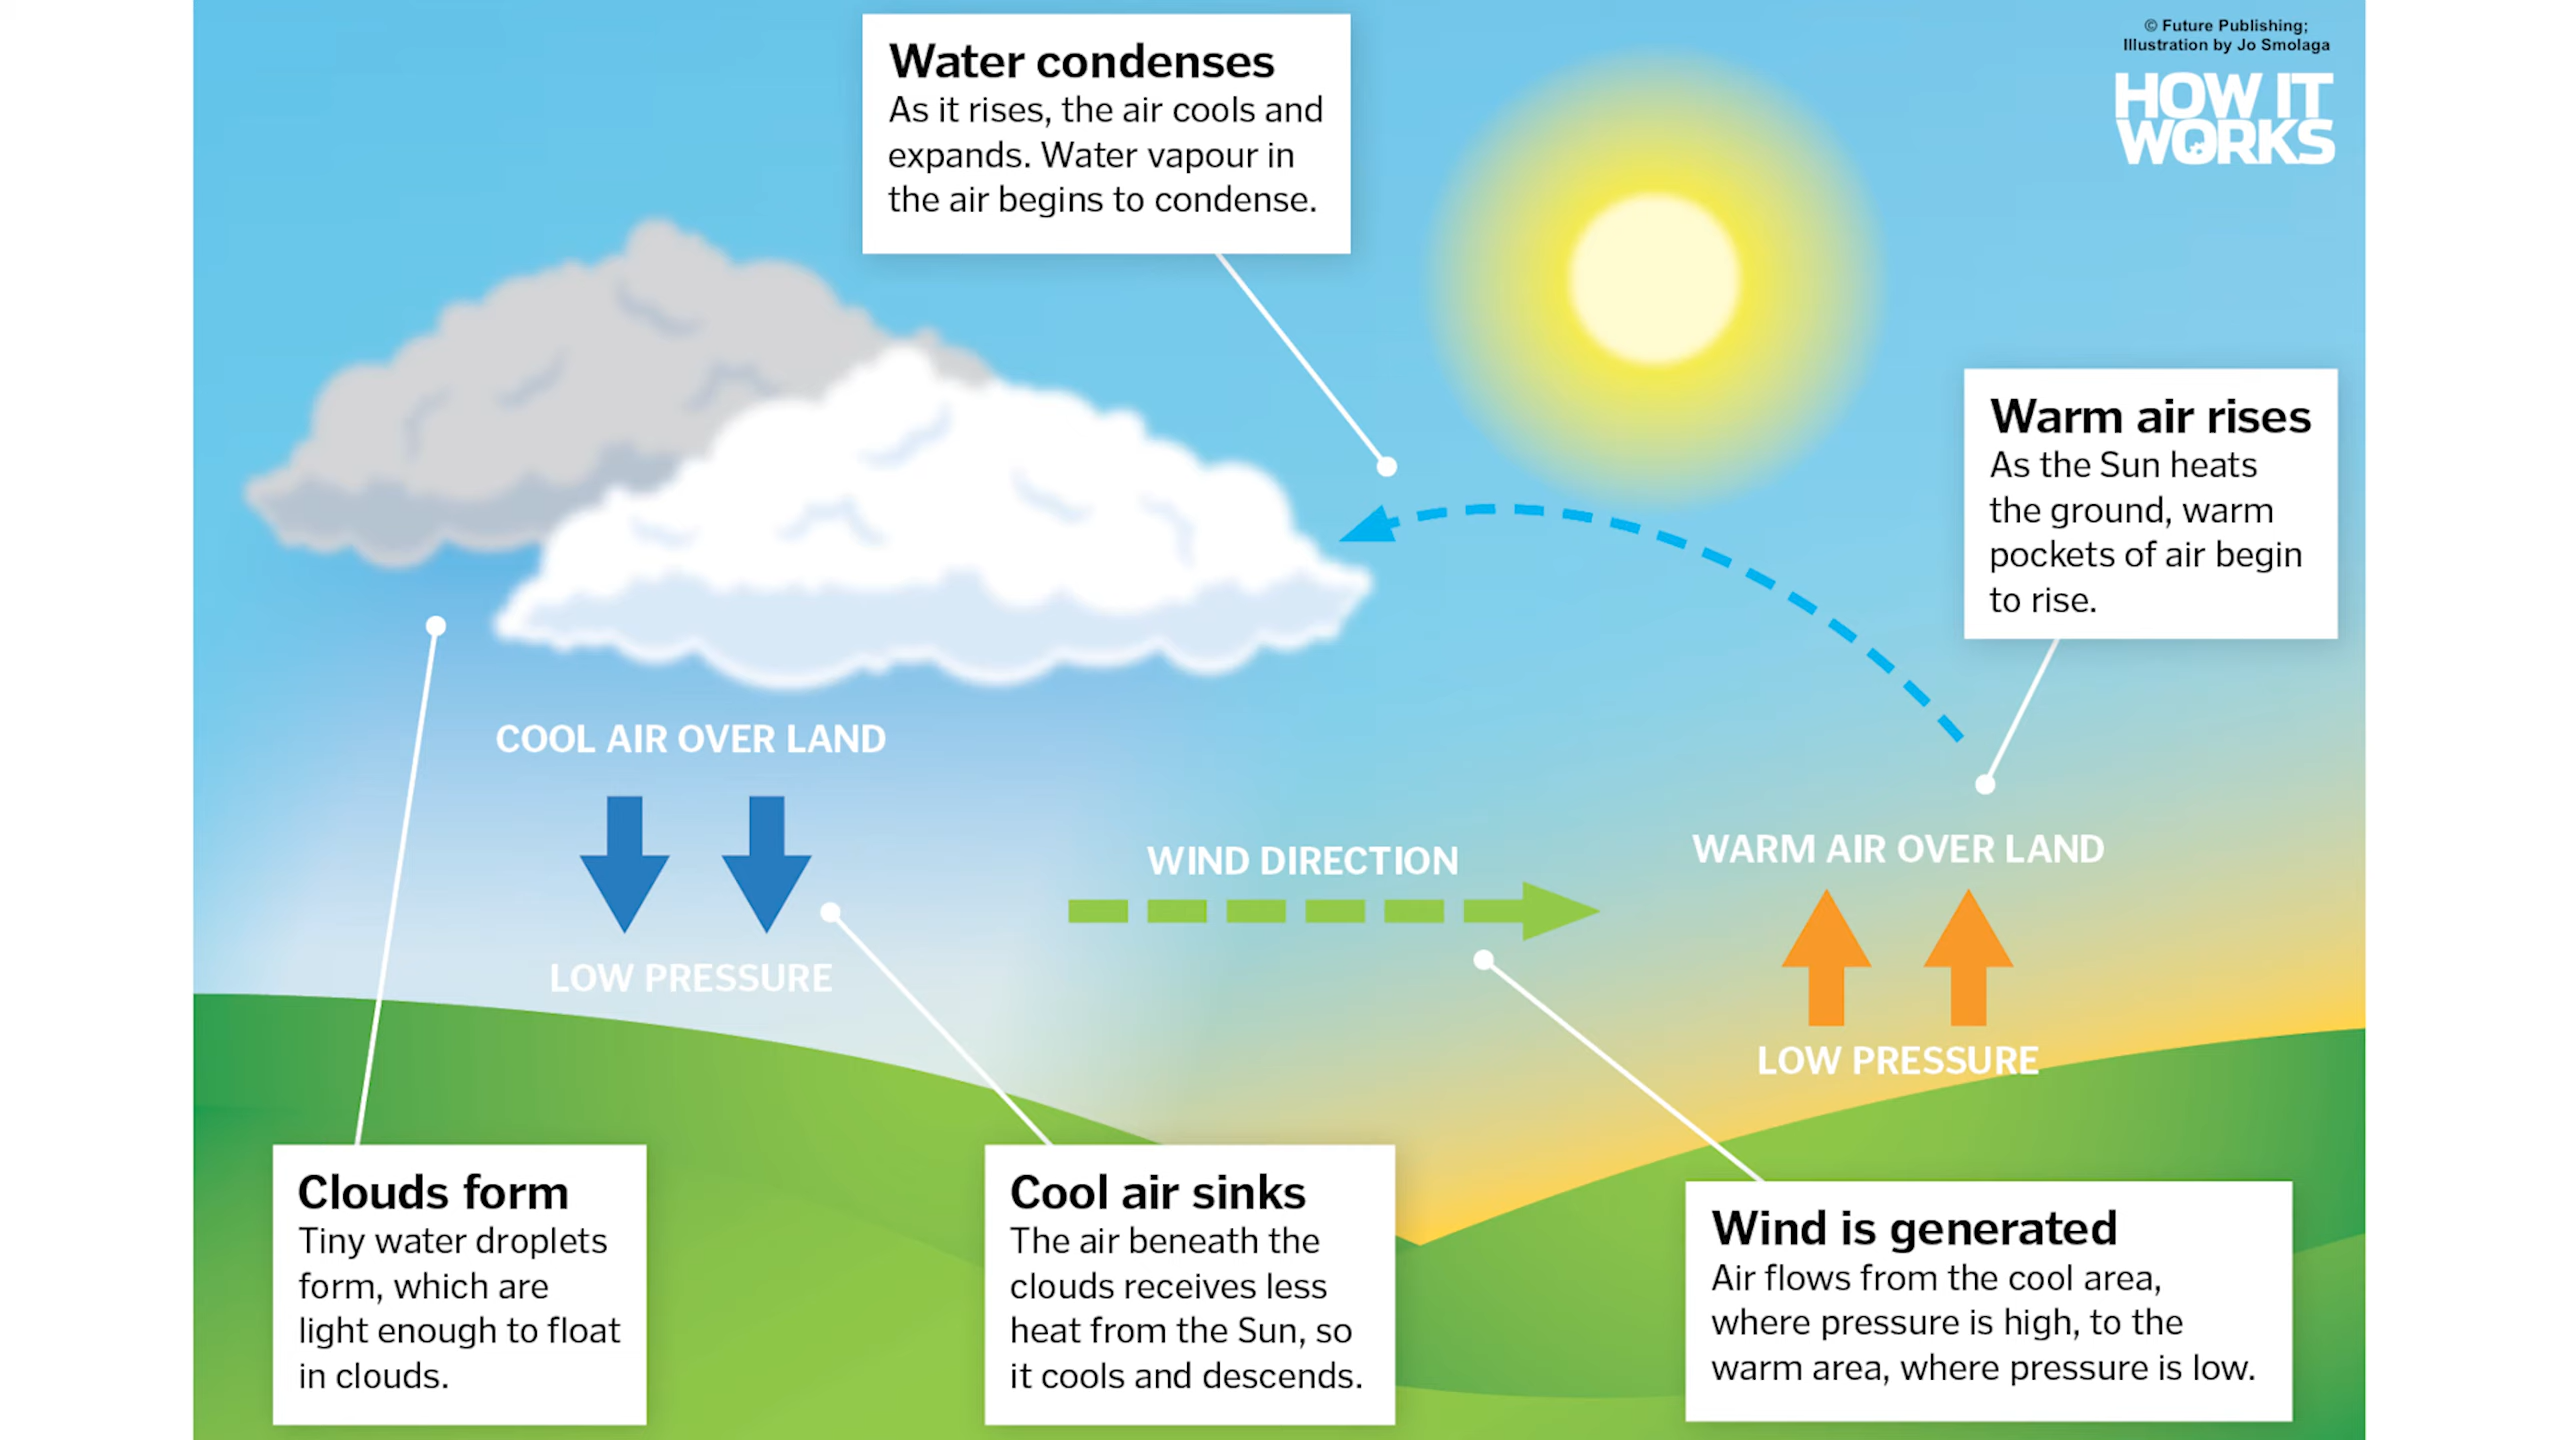 © Future Publishing;
Illustration by Jo Smolaga
HOW IT
WORKS
Water condenses
As it rises, the air cools and
expands. Water vapour in
the air begins to condense.
Warm air rises
As the Sun heats
the ground, warm
pockets of air begin
to rise.
COOL AIR OVER LAND
LOW PRESSURE
WIND DIRECTION
WARM AIR OVER LAND
LOW PRESSURE
Clouds form
Tiny water droplets
form, which are
light enough to float
in clouds.
Cool air sinks
The air beneath the
clouds receives less
heat from the Sun, so
it cools and descends.
Wind is generated
Air flows from the cool area,
where pressure is high, to the
warm area, where pressure is low.